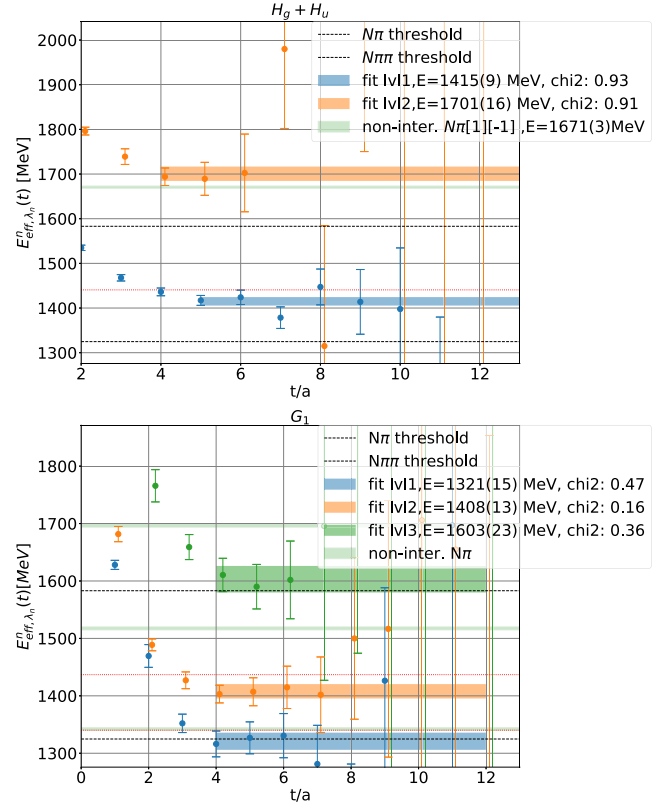 H_g + H_u
E^n_{eff,λ_n}(t) [MeV]
2000
1900
1800
1700
1600
1500
1400
1300
Nπ threshold
Nππ threshold
fit lvl1,E=1415(9) MeV, chi2: 0.93
fit lvl2,E=1701(16) MeV, chi2: 0.91
non-inter. Nπ[1][-1] ,E=1671(3)MeV
2 4 6 8 10 12
t/a
G_1
E^n_{eff,λ_n}(t)[MeV]
1800
1700
1600
1500
1400
1300
Nπ threshold
Nππ threshold
fit lvl1,E=1321(15) MeV, chi2: 0.47
fit lvl2,E=1408(13) MeV, chi2: 0.16
fit lvl3,E=1603(23) MeV, chi2: 0.36
non-inter. Nπ
0 2 4 6 8 10 12
t/a